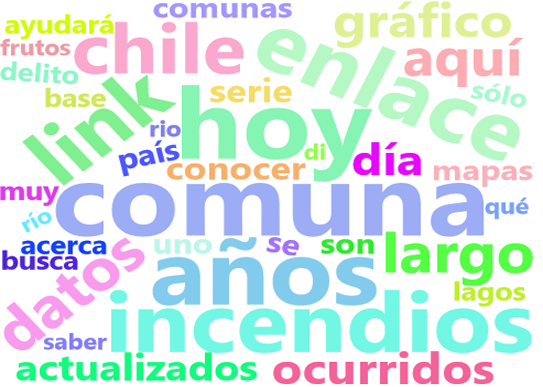 comunas
ayudará
gráfico
frutos
chile
enlace
aquí
delito
base
serie
sólo
link
hoy
rio
país
di
día
conocer
mapas
muy
comuna
qué
río
acerca
uno
se
son
largo
busca
datos
años
lagos
incendios
saber
actualizados
ocurridos